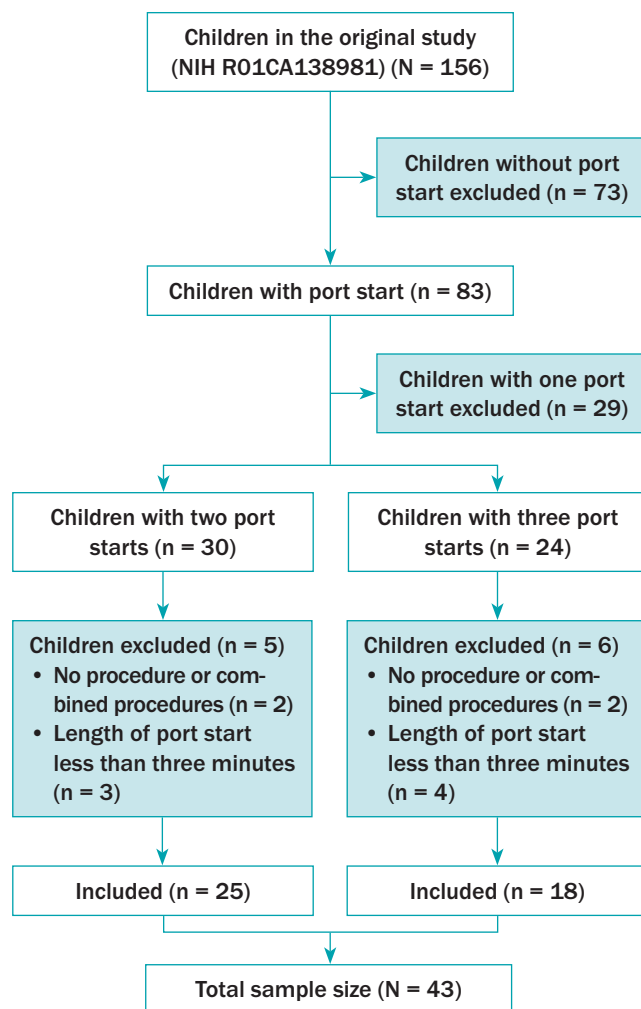 Children in the original study
(NIH R01CA138981) (N = 156)
Children without port
start excluded (n = 73)
Children with port start (n = 83)
Children with one port
start excluded (n = 29)
Children with two port
starts (n = 30)
Children with three port
starts (n = 24)
Children excluded (n = 5)
• No procedure or com-
bined procedures (n = 2)
• Length of port start
less than three minutes
(n = 3)
Children excluded (n = 6)
• No procedure or com-
bined procedures (n = 2)
• Length of port start
less than three minutes
(n = 4)
Included (n = 25)
Included (n = 18)
Total sample size (N = 43)